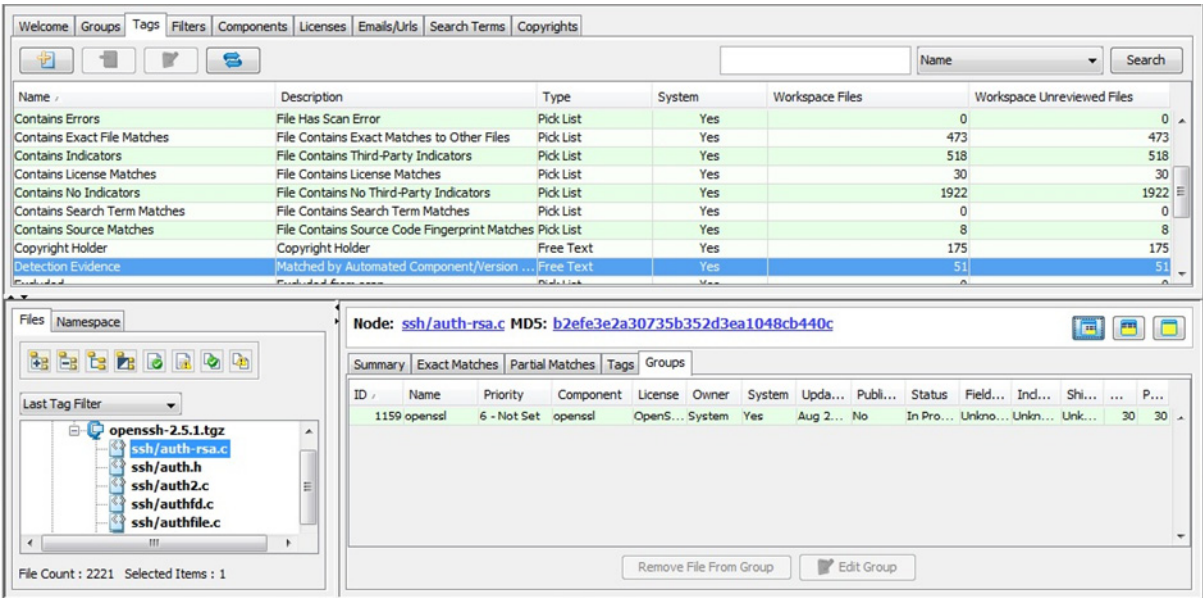 Welcome Groups Tags Filters Components Licenses Emails/Urls Search Terms Copyrights
Name Search
Name Description Type System Workspace Files Workspace Unreviewed Files
Contains Errors File Has Scan Error Pick List Yes 0 0
Contains Exact File Matches File Contains Exact Matches to Other Files Pick List Yes 473 473
Contains Indicators File Contains Third-Party Indicators Pick List Yes 518 518
Contains License Matches File Contains License Matches Pick List Yes 30 30
Contains No Indicators File Contains No Third-Party Indicators Pick List Yes 1922 1922
Contains Search Term Matches File Contains Search Term Matches Pick List Yes 0 0
Contains Source Matches File Contains Source Code Fingerprint Matches Pick List Yes 8 8
Copyright Holder Copyright Holder Free Text Yes 175 175
Detection Evidence Matched by Automated Component/Version ... Free Text Yes 51 51
Excluded Excluded from scan Pick List Yes 0 0
Files Namespace
Last Tag Filter
openssh-2.5.1.tgz
ssh/auth-rsa.c
ssh/auth.h
ssh/auth2.c
ssh/authfd.c
ssh/authfile.c
File Count : 2221 Selected Items : 1
Node: ssh/auth-rsa.c MD5: b2efe3e2a30735b352d3ea1048cb440c
Summary Exact Matches Partial Matches Tags Groups
ID Name Priority Component License Owner System Upda... Publi... Status Field... Ind... Shi... ... P...
1159 openssl 6 - Not Set openssl OpenS... System Yes Aug 2... No In Pro... Unkno... Unkn... Unk... 30 30
Remove File From Group Edit Group